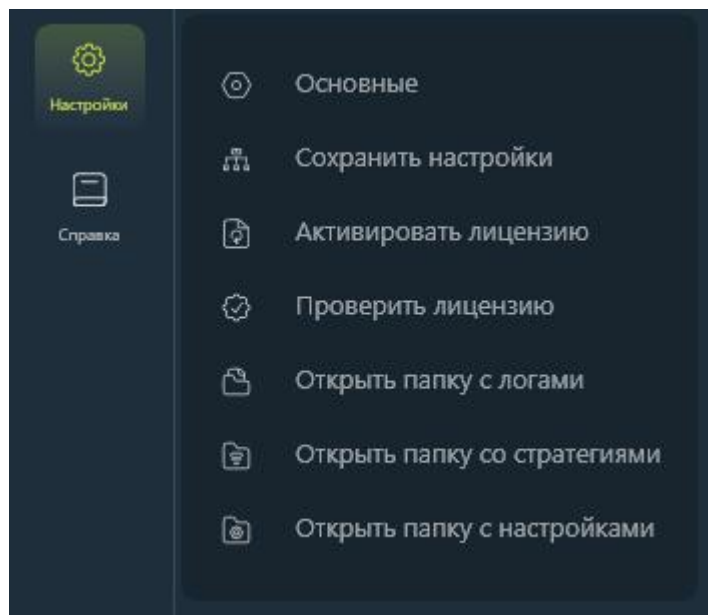 Настройки
Справка
Основные
Сохранить настройки
Активировать лицензию
Проверить лицензию
Открыть папку с логами
Открыть папку со стратегиями
Открыть папку с настройками